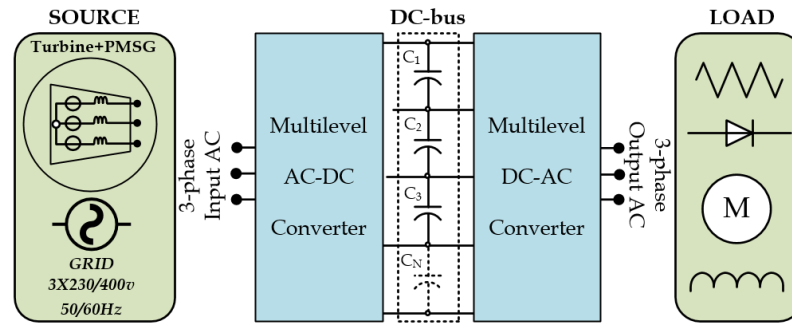 SOURCE
Turbine+PMSG
GRID
3X230/400v
50/60Hz
3-phase
Input AC
Multilevel
AC-DC
Converter
DC-bus
C1
C2
C3
CN
Multilevel
DC-AC
Converter
3-phase
Output AC
LOAD
M